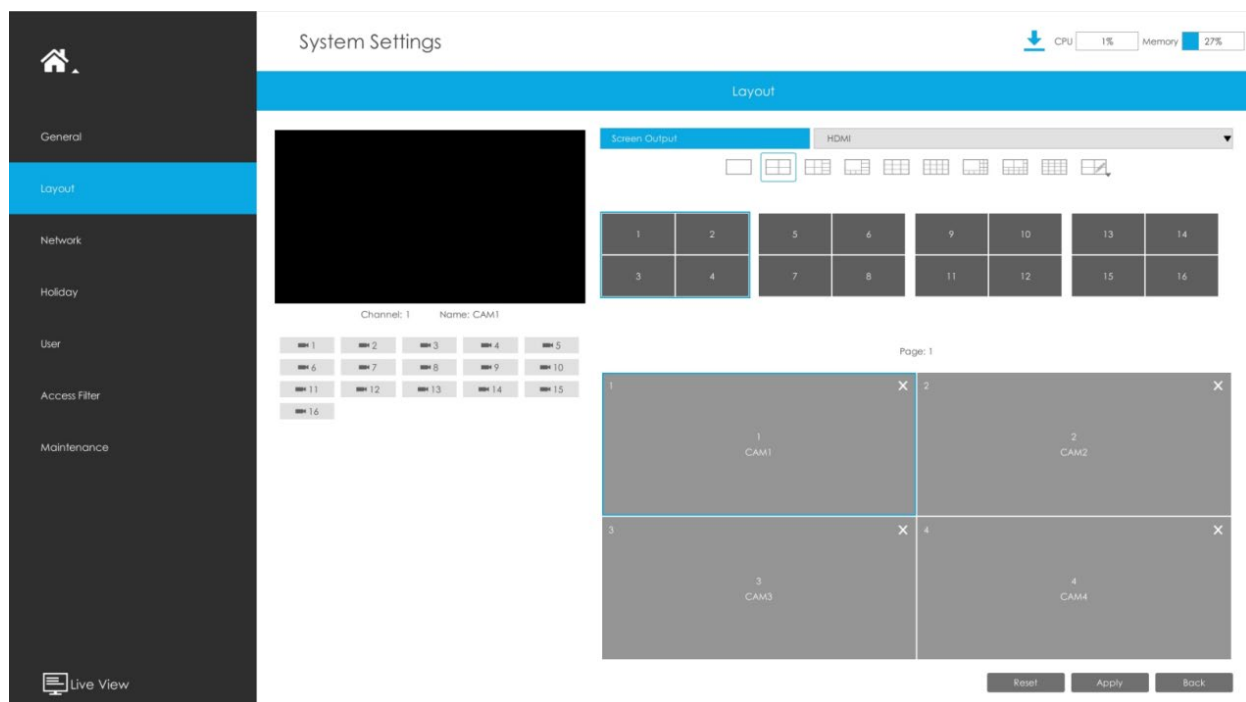 System Settings
CPU 1% Memory 27%
Layout
General
Layout
Network
Holiday
User
Access Filter
Maintenance
Live View
Screen Output HDMI
1 2 5 6 9 10 13 14
3 4 7 8 11 12 15 16
Channel: 1 Name: CAM1
1 2 3 4 5
6 7 8 9 10
11 12 13 14 15
16
Page: 1
1 2
1 2
CAM1 CAM2
3 4
3 4
CAM3 CAM4
Reset Apply Back